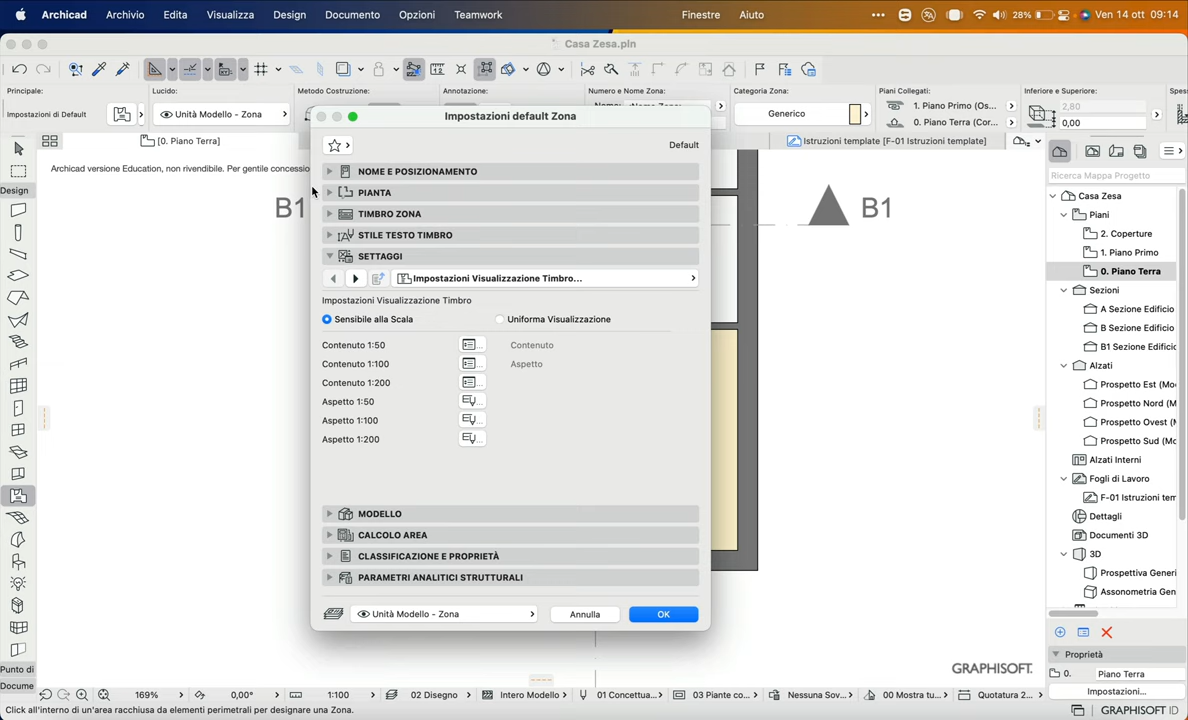 Archicad Archivio Edita Visualizza Design Documento Opzioni Teamwork Finestre Aiuto 28% Ven 14 ott 09:14
Casa Zesa.pln
Principale: Lucido: Metodo Costruzione: Annotazione: Numero e Nome Zona: Categoria Zona: Piani Collegati: Inferiore e Superiore:
Impostazioni di Default Unità Modello - Zona Generico 1. Piano Primo (Os... 2,80
0. Piano Terra (Cor... 0,00
[0. Piano Terra] Istruzioni template [F-01 Istruzioni template]
Archicad versione Education, non rivendibile. Per gentile concessio
B1 B1
Design
Punto di
Docume
Impostazioni default Zona
Default
NOME E POSIZIONAMENTO
PIANTA
TIMBRO ZONA
STILE TESTO TIMBRO
SETTAGGI
Impostazioni Visualizzazione Timbro...
Impostazioni Visualizzazione Timbro
Sensibile alla Scala Uniforma Visualizzazione
Contenuto 1:50 Contenuto
Contenuto 1:100 Aspetto
Contenuto 1:200
Aspetto 1:50
Aspetto 1:100
Aspetto 1:200
MODELLO
CALCOLO AREA
CLASSIFICAZIONE E PROPRIETÀ
PARAMETRI ANALITICI STRUTTURALI
Unità Modello - Zona Annulla OK
Ricerca Mappa Progetto
Casa Zesa
Piani
2. Coperture
1. Piano Primo
0. Piano Terra
Sezioni
A Sezione Edificio
B Sezione Edificio
B1 Sezione Edifici
Alzati
Prospetto Est (Mo
Prospetto Nord (M
Prospetto Ovest (
Prospetto Sud (Mo
Alzati Interni
Fogli di Lavoro
F-01 Istruzioni tem
Dettagli
Documenti 3D
3D
Prospettiva Generi
Assonometria Gen
Proprietà
0. Piano Terra
Impostazioni...
GRAPHISOFT.
169% 0,00° 1:100 02 Disegno Intero Modello 01 Concettua... 03 Piante co... Nessuna Sov... 00 Mostra tu... Quotatura 2...
Click all'interno di un'area racchiusa da elementi perimetrali per designare una Zona.
GRAPHISOFT ID